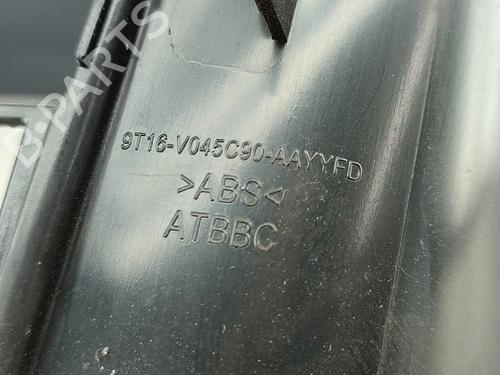 B-PARTS
9T16-V045C90-AAYYFD
>ABS<
ATBBC